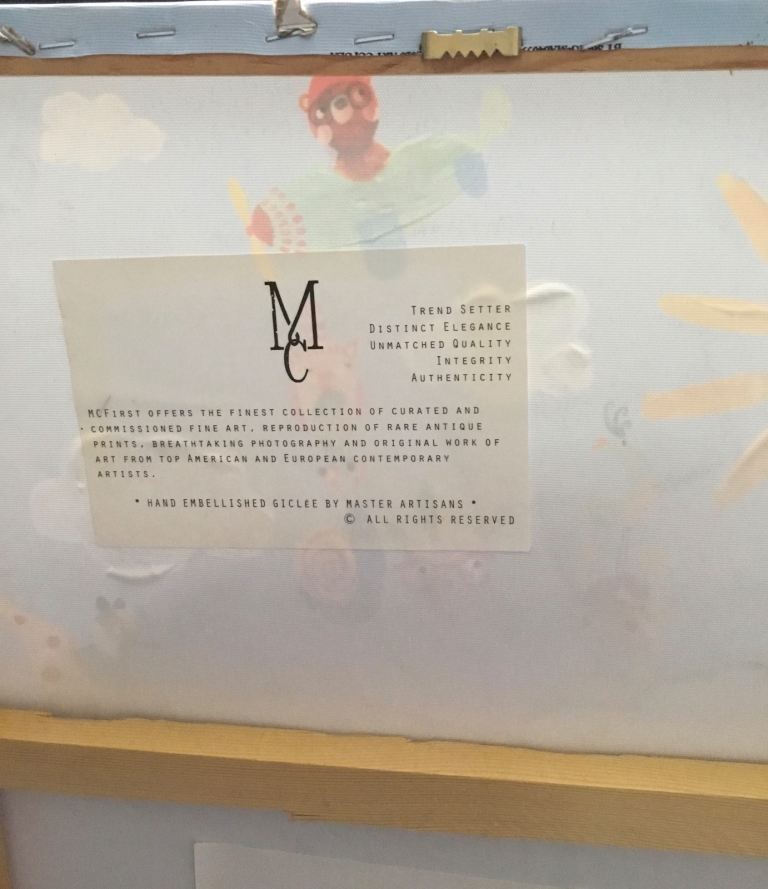 MC
TREND SETTER
DISTINCT ELEGANCE
UNMATCHED QUALITY
INTEGRITY
AUTHENTICITY
MCFIRST OFFERS THE FINEST COLLECTION OF CURATED AND
COMMISSIONED FINE ART, REPRODUCTION OF RARE ANTIQUE
PRINTS, BREATHTAKING PHOTOGRAPHY AND ORIGINAL WORK OF
ART FROM TOP AMERICAN AND EUROPEAN CONTEMPORARY
ARTISTS.
* HAND EMBELLISHED GICLÉE BY MASTER ARTISANS *
© ALL RIGHTS RESERVED